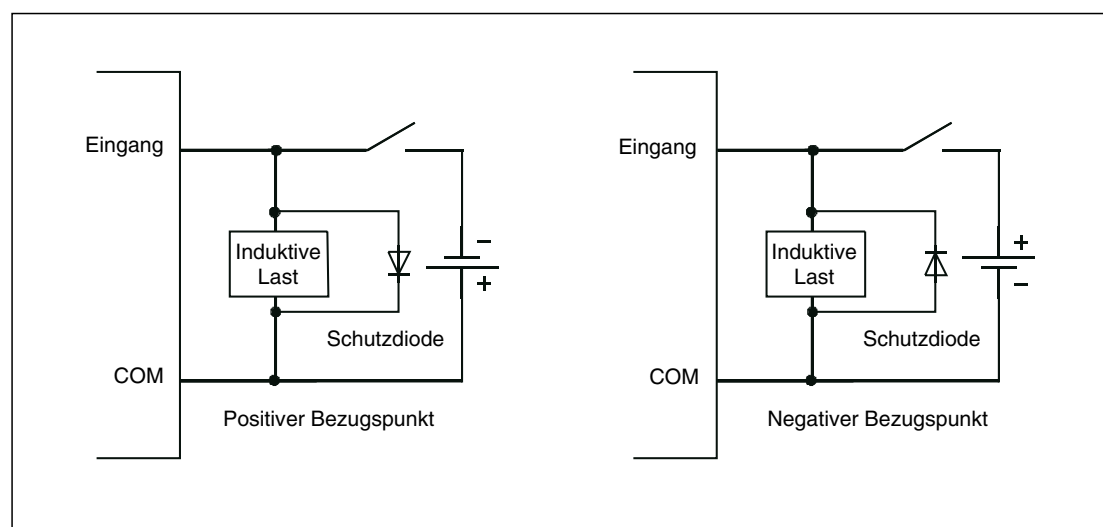 Eingang
Induktive
Last
-
+
Schutzdiode
COM
Positiver Bezugspunkt
Eingang
Induktive
Last
+
-
Schutzdiode
COM
Negativer Bezugspunkt